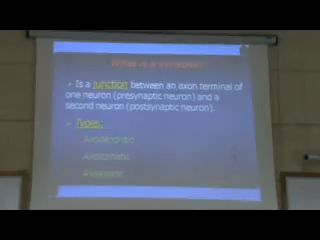 What is a synapse?
Is a junction between an axon terminal of
one neuron (presynaptic neuron) and a
second neuron (postsynaptic neuron).
Types:
Axodendritic
Axosomatic
Axoaxonic